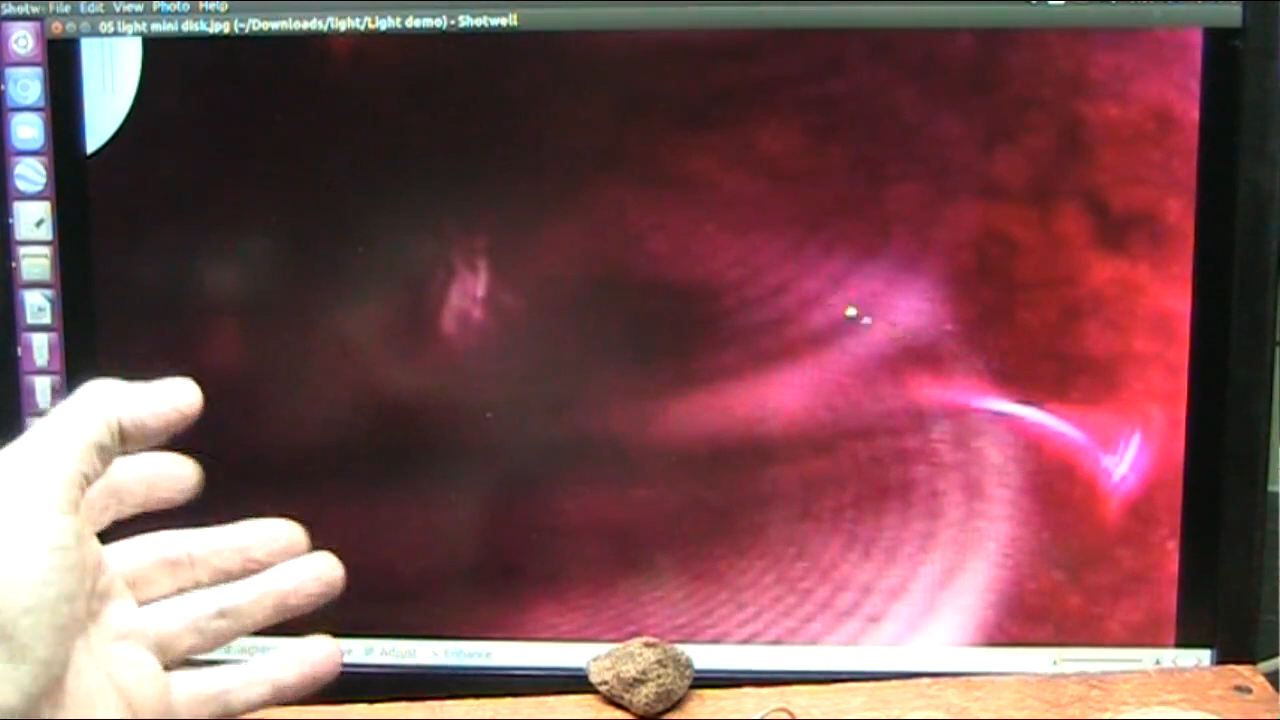 Shotw File Edit View Photo Help
05 light mini disk.jpg (~/Downloads/light/Light demo) - Shotwell
Adjust Enhance